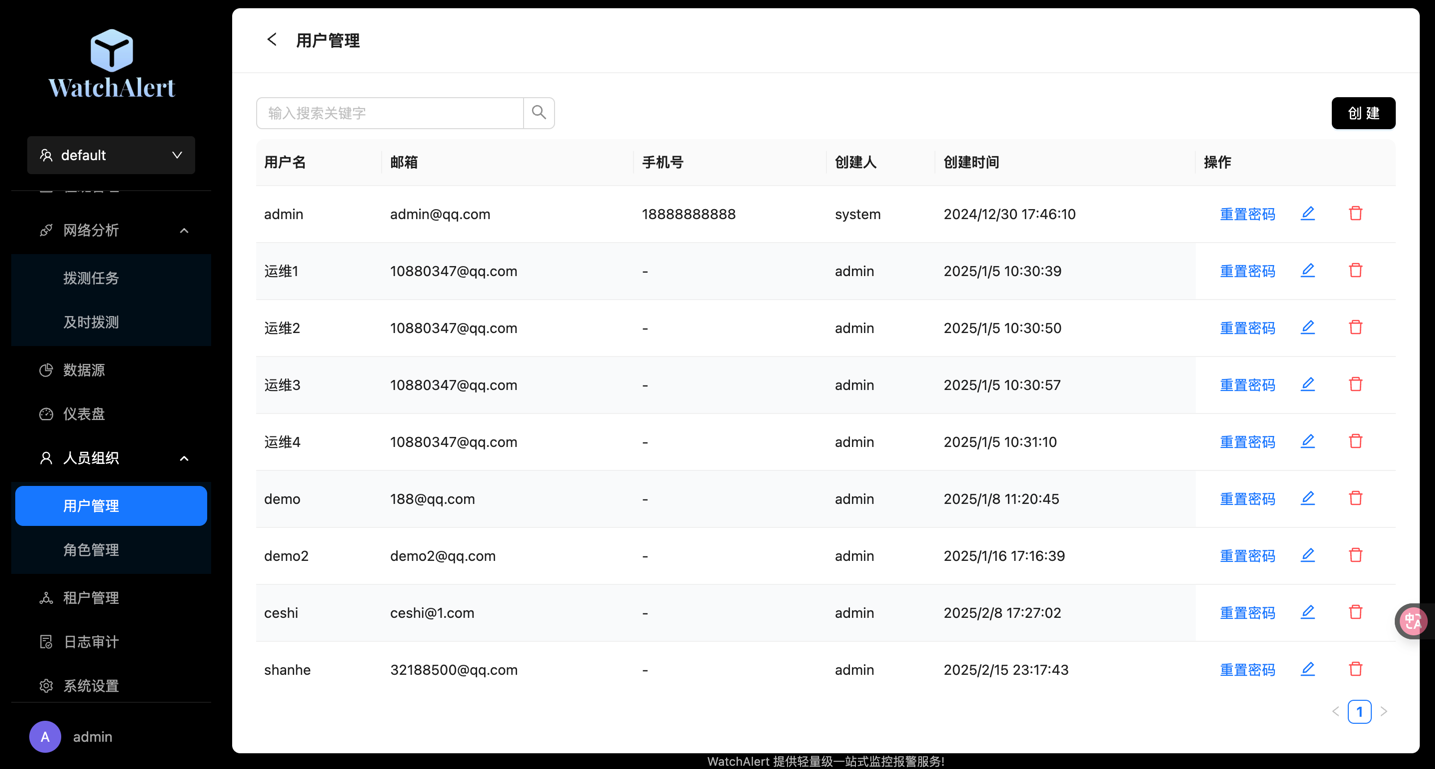 WatchAlert
default
网络分析
拨测任务
及时拨测
数据源
仪表盘
人员组织
用户管理
角色管理
租户管理
日志审计
系统设置
A admin
用户管理
输入搜索关键字
创 建
用户名 邮箱 手机号 创建人 创建时间 操作
admin admin@qq.com 18888888888 system 2024/12/30 17:46:10 重置密码
运维1 10880347@qq.com - admin 2025/1/5 10:30:39 重置密码
运维2 10880347@qq.com - admin 2025/1/5 10:30:50 重置密码
运维3 10880347@qq.com - admin 2025/1/5 10:30:57 重置密码
运维4 10880347@qq.com - admin 2025/1/5 10:31:10 重置密码
demo 188@qq.com - admin 2025/1/8 11:20:45 重置密码
demo2 demo2@qq.com - admin 2025/1/16 17:16:39 重置密码
ceshi ceshi@1.com - admin 2025/2/8 17:27:02 重置密码
shanhe 32188500@qq.com - admin 2025/2/15 23:17:43 重置密码
1
中 A
WatchAlert 提供轻量级一站式监控报警服务!